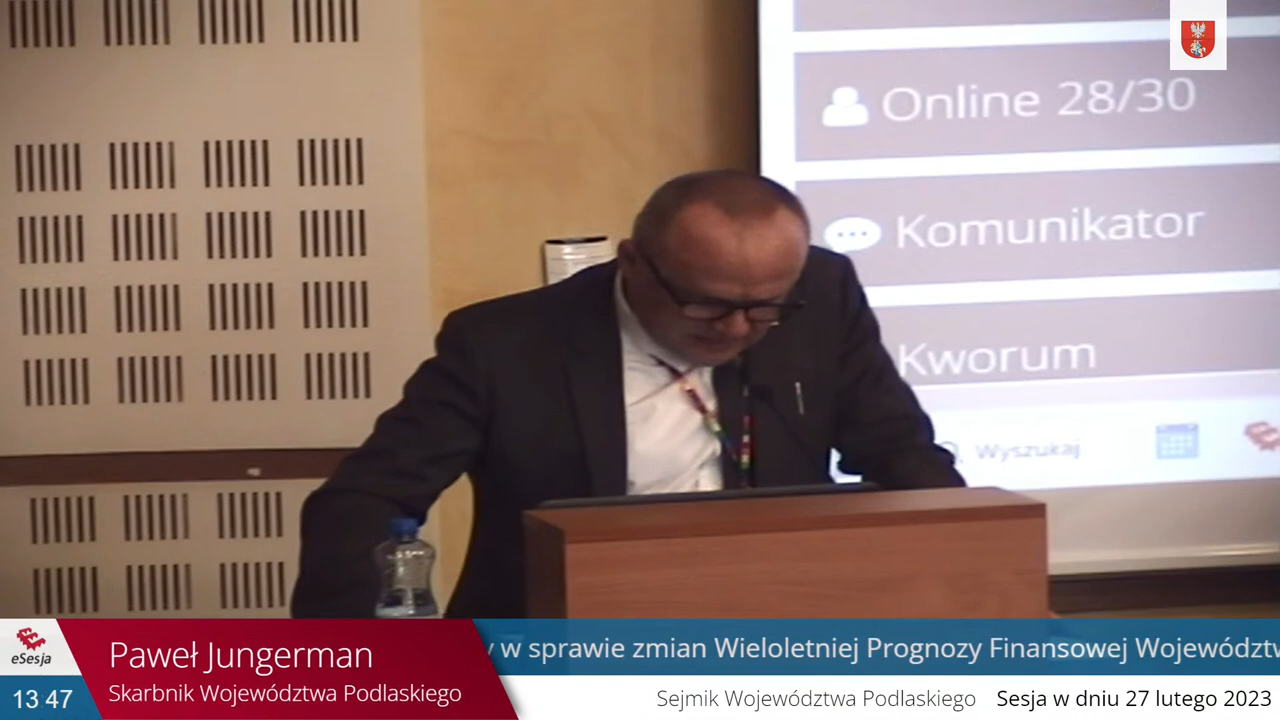 Online 28/30
Komunikator
Kworum
Wyszukaj
eSesja
13 47
Paweł Jungerman
Skarbnik Województwa Podlaskiego
w sprawie zmian Wieloletniej Prognozy Finansowej
Sejmik Województwa Podlaskiego
Sesja w dniu 27 lutego 2023